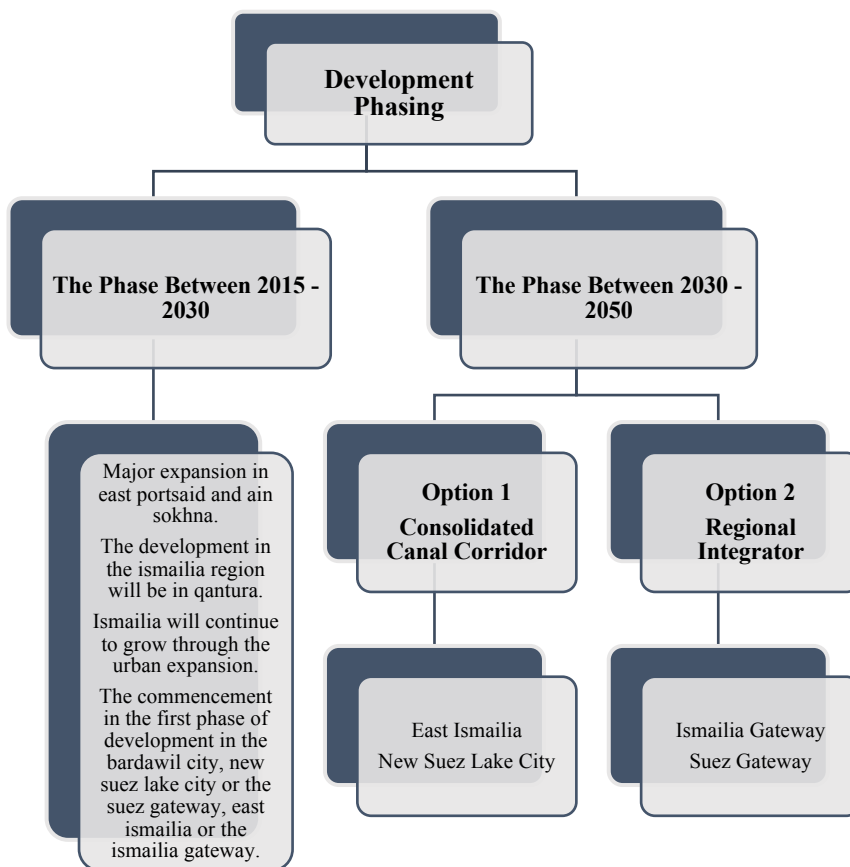 Development
Phasing
The Phase Between 2015 -
2030
The Phase Between 2030 -
2050
Major expansion in
east portsaid and ain
sokhna.
The development in
the ismailia region
will be in qantura.
Ismailia will continue
to grow through the
urban expansion.
The commencement
in the first phase of
development in the
bardawil city, new
suez lake city or the
suez gateway, east
ismailia or the
ismailia gateway.
Option 1
Consolidated
Canal Corridor
Option 2
Regional
Integrator
East Ismailia
New Suez Lake City
Ismailia Gateway
Suez Gateway